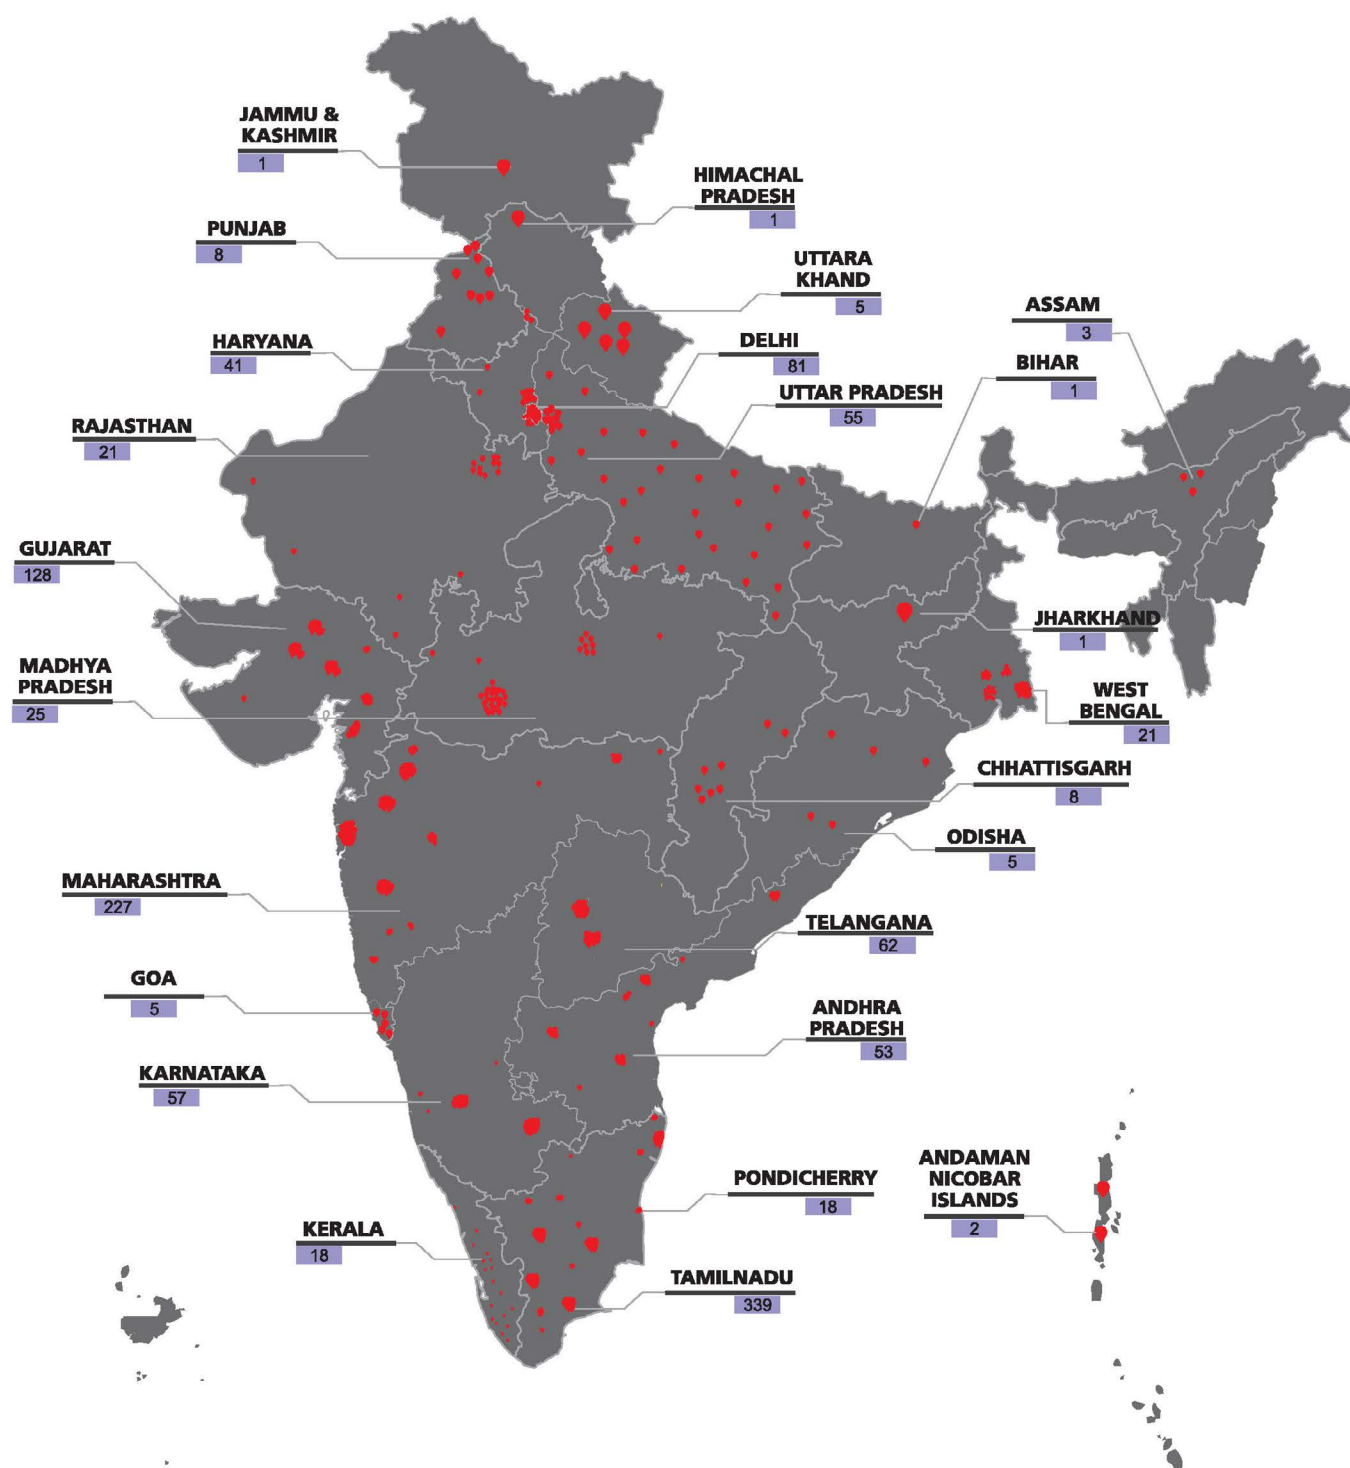 JAMMU &
KASHMIR
1
HIMACHAL
PRADESH
1
PUNJAB
8
UTTARA
KHAND
5
ASSAM
3
HARYANA
41
DELHI
81
BIHAR
1
UTTAR PRADESH
55
RAJASTHAN
21
GUJARAT
128
JHARKHAND
1
MADHYA
PRADESH
25
WEST
BENGAL
21
CHHATTISGARH
8
ODISHA
5
MAHARASHTRA
227
TELANGANA
62
GOA
5
ANDHRA
PRADESH
53
KARNATAKA
57
ANDAMAN
NICOBAR
ISLANDS
2
PONDICHERRY
18
KERALA
18
TAMILNADU
339